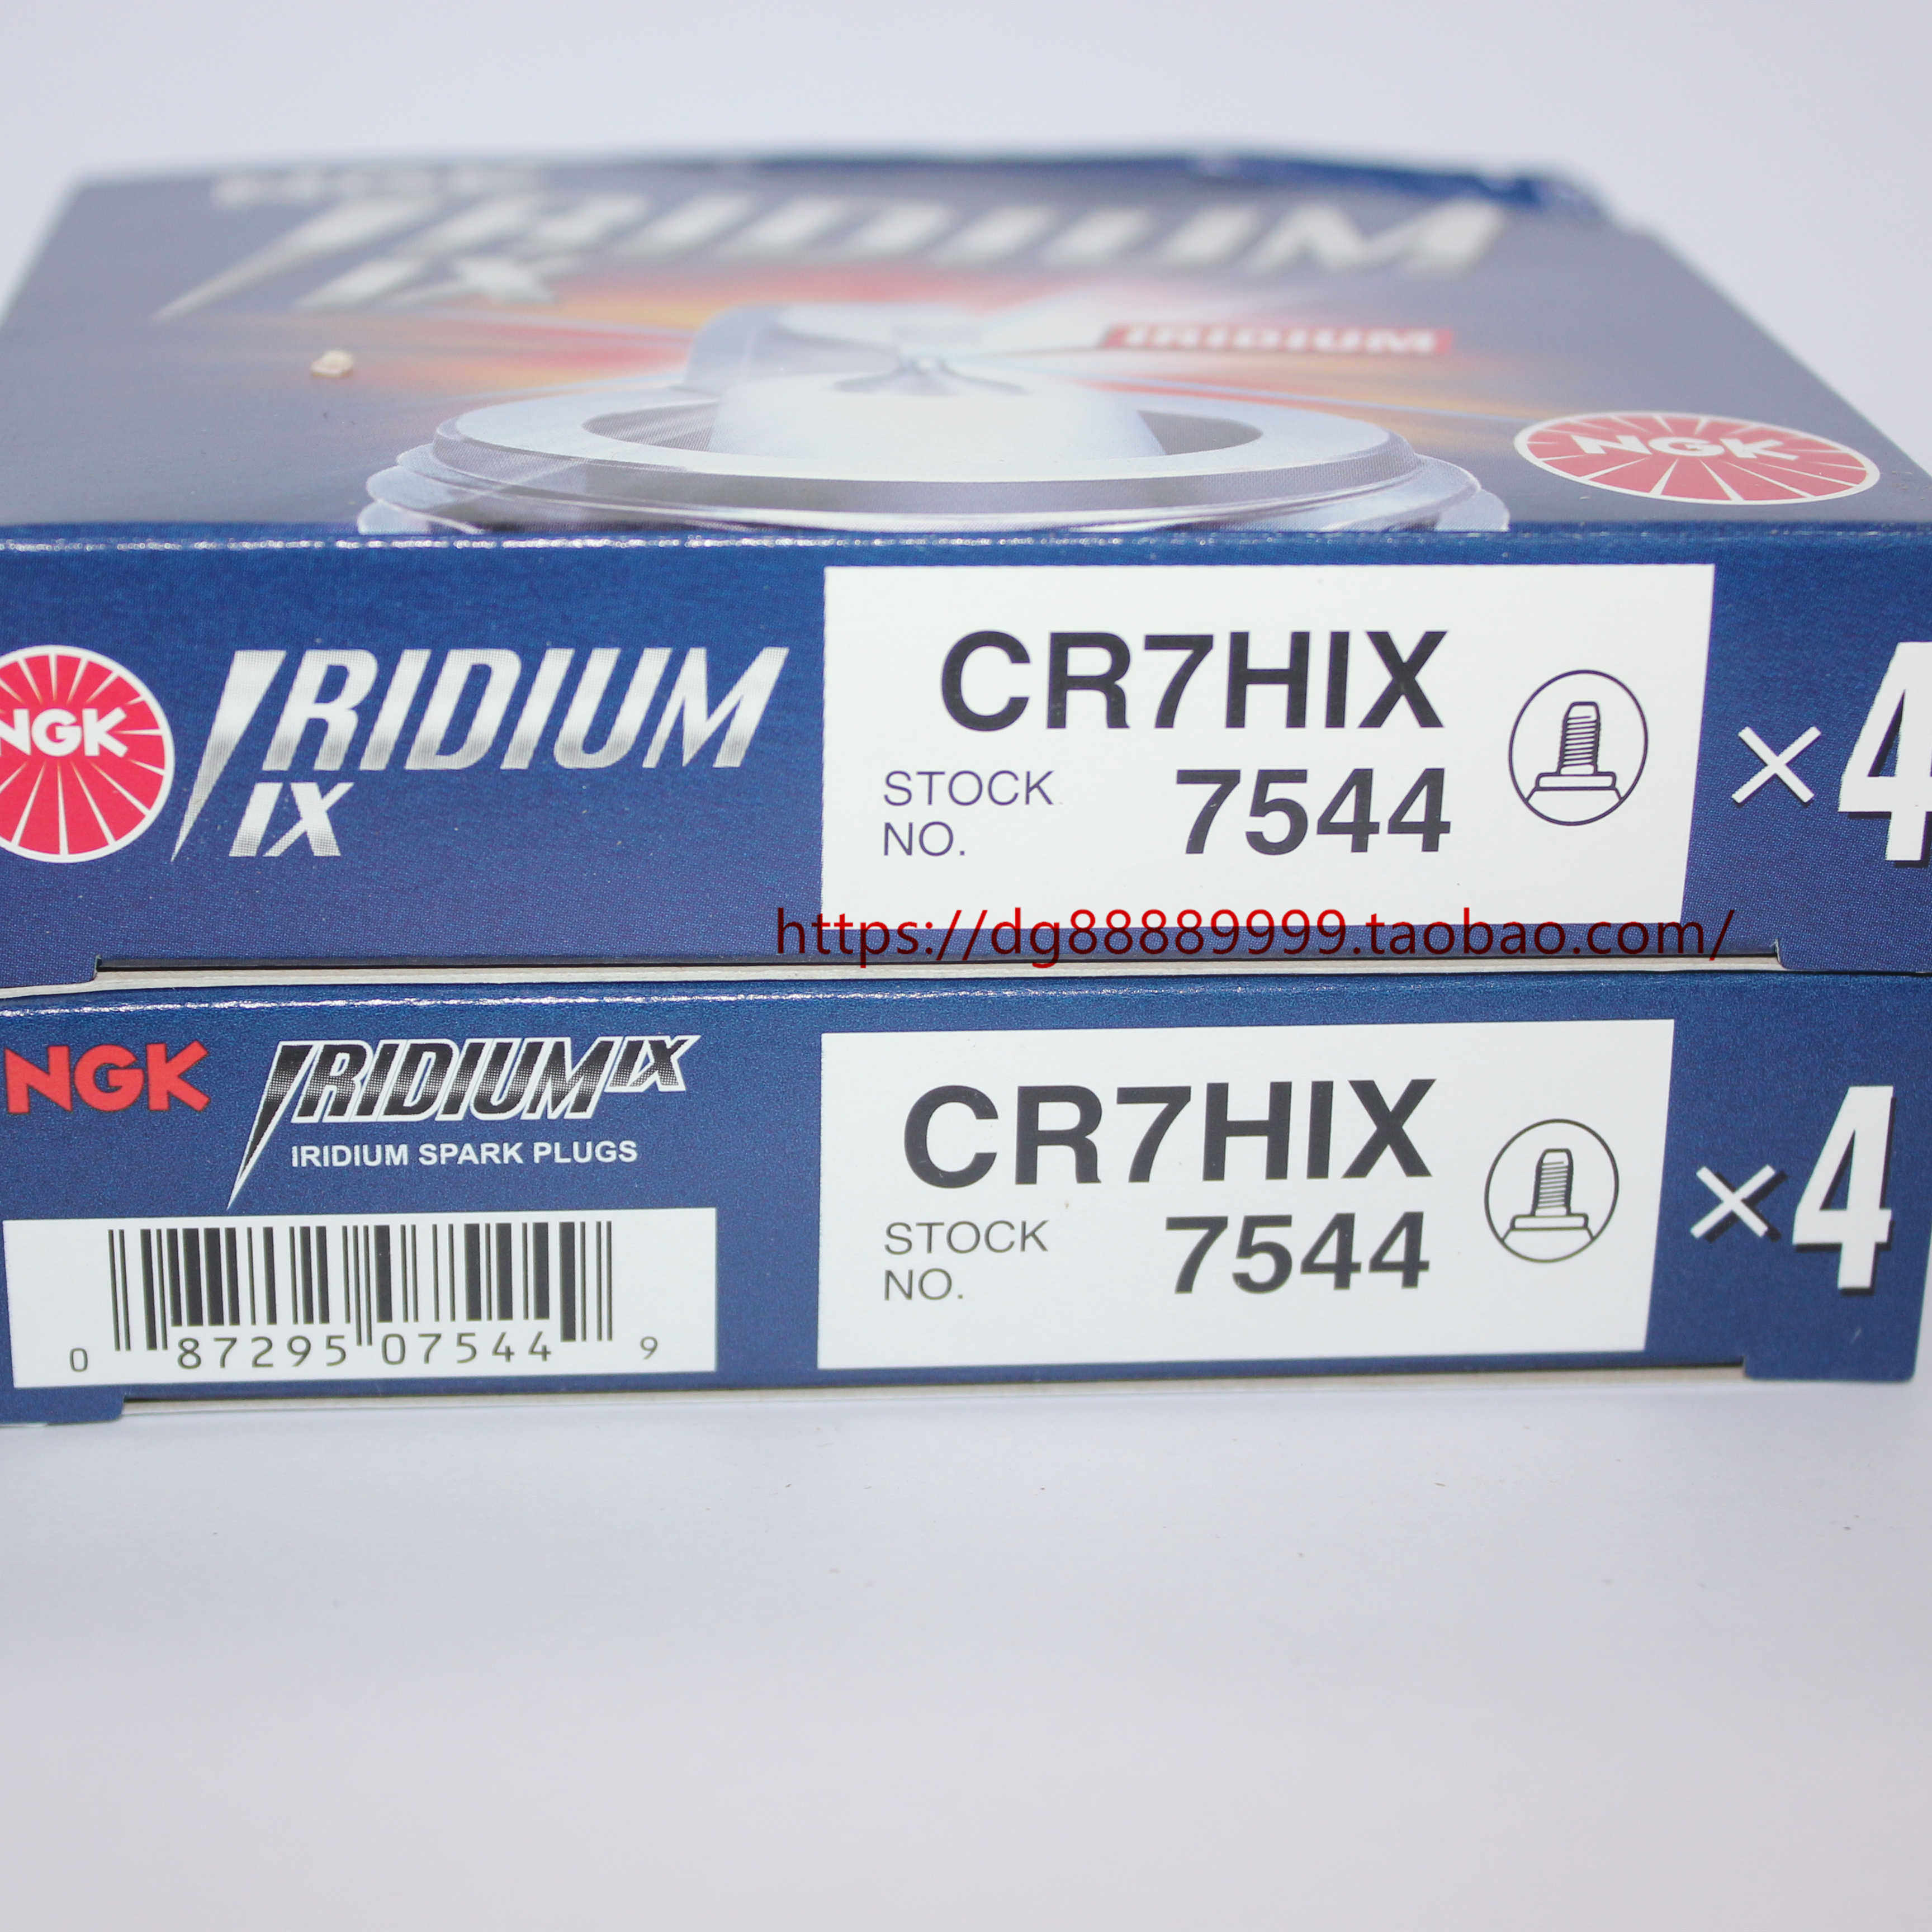 IRIDIUM
IX
IRIDIUM
NGK
NGK
IRIDIUM
IX
CR7HIX
STOCK
NO.
7544
×4
https://dg88889999.taobao.com/
NGK
IRIDIUM IX
IRIDIUM SPARK PLUGS
CR7HIX
STOCK
NO.
7544
×4
0 87295 07544 9